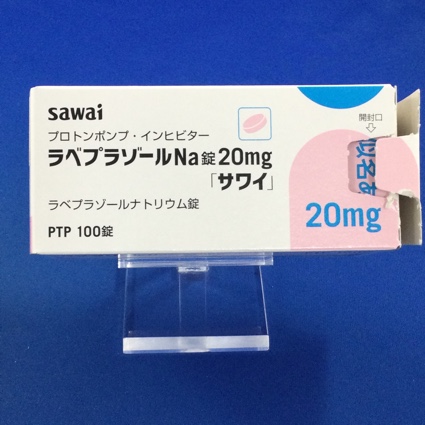 sawai
プロトンポンプ・インヒビター
ラベプラゾールNa錠20mg
「サワイ」
ラベプラゾールナトリウム錠
PTP 100錠
開封口
20mg